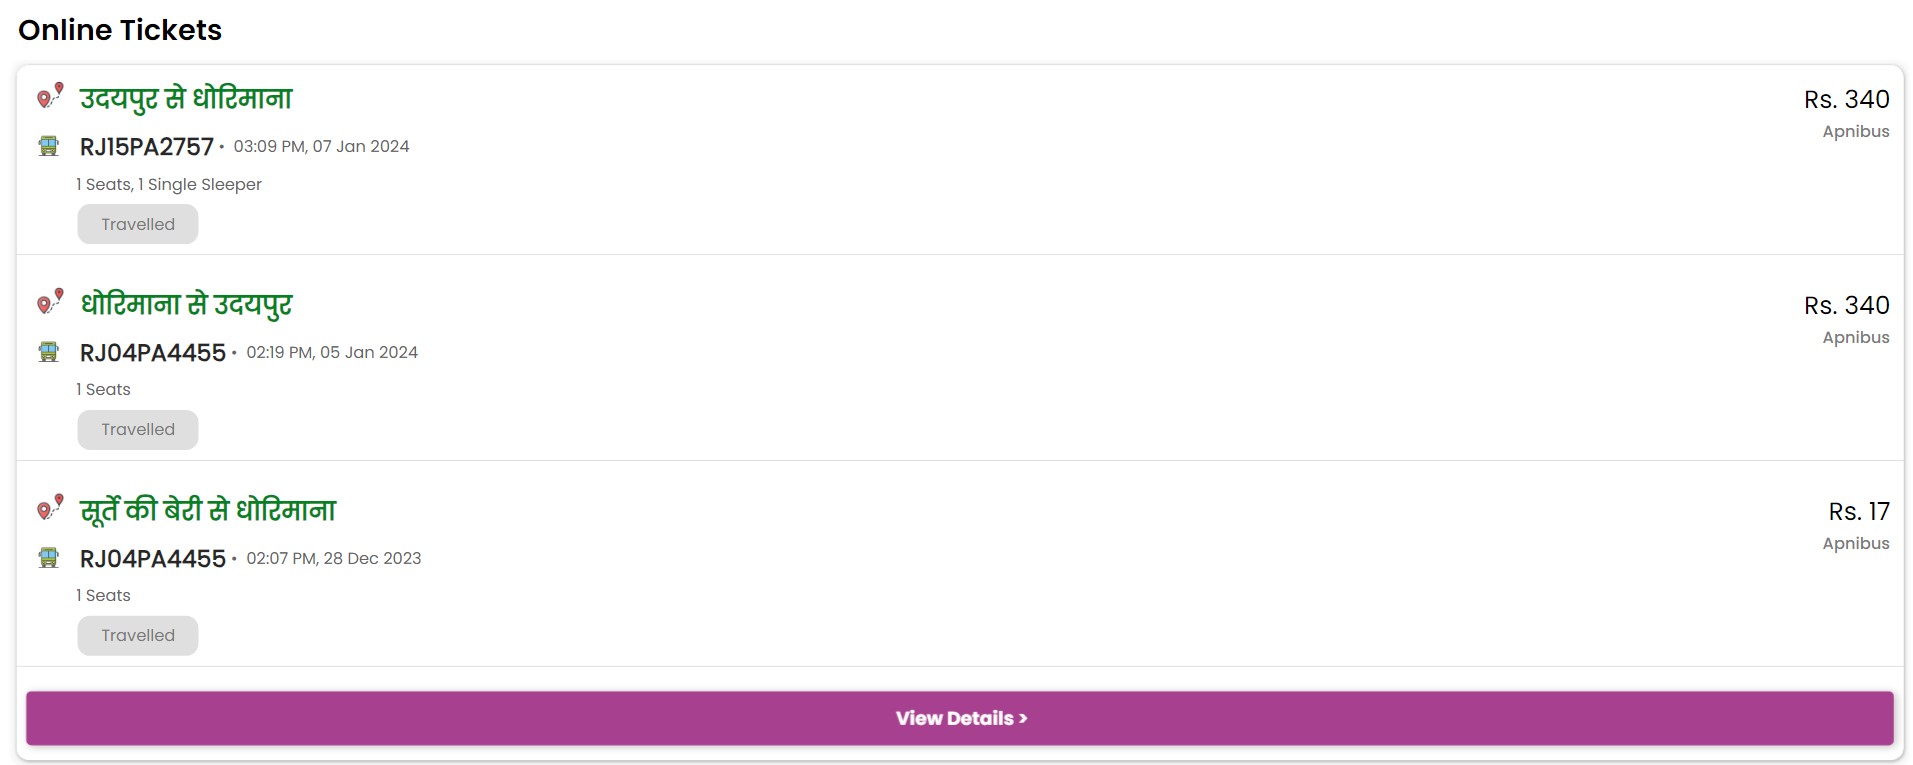 Online Tickets
उदयपुर से धोरिमाना
Rs. 340
RJ15PA2757 • 03:09 PM, 07 Jan 2024
Apnibus
1 Seats, 1 Single Sleeper
Travelled
धोरिमाना से उदयपुर
Rs. 340
RJ04PA4455 • 02:19 PM, 05 Jan 2024
Apnibus
1 Seats
Travelled
सूर्ते की बेरी से धोरिमाना
Rs. 17
RJ04PA4455 • 02:07 PM, 28 Dec 2023
Apnibus
1 Seats
Travelled
View Details >